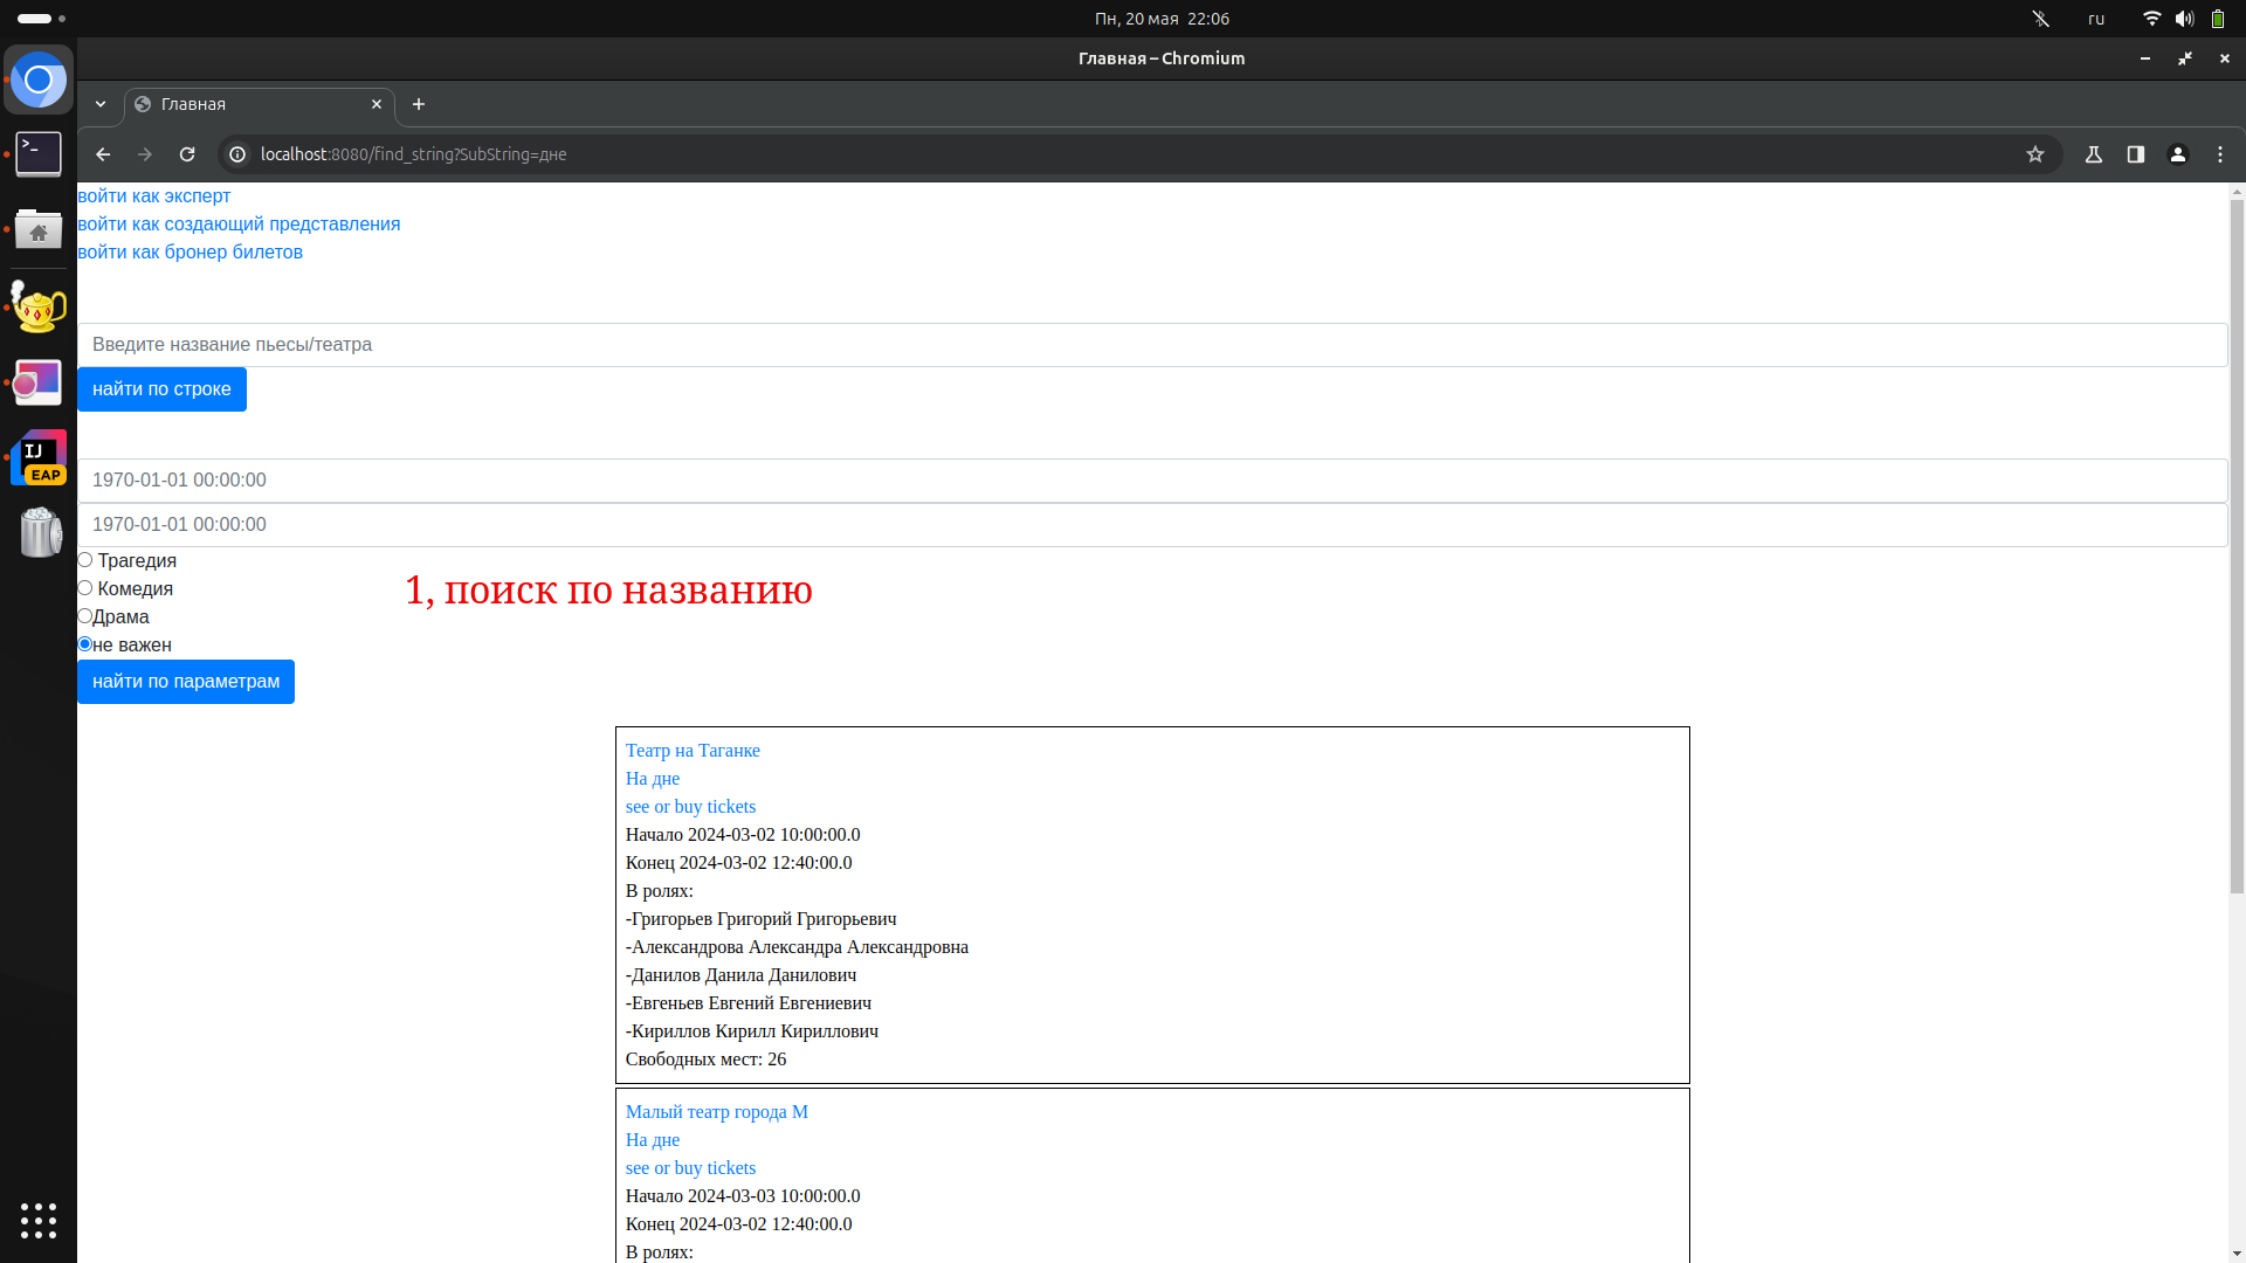 Пн, 20 мая 22:06
ru
Главная – Chromium
Главная
localhost:8080/find_string?SubString=дне
войти как эксперт
войти как создающий представления
войти как бронер билетов
Введите название пьесы/театра
найти по строке
IJ
EAP
1970-01-01 00:00:00
1970-01-01 00:00:00
Трагедия
Комедия
1, поиск по названию
Драма
не важен
найти по параметрам
Театр на Таганке
На дне
see or buy tickets
Начало 2024-03-02 10:00:00.0
Конец 2024-03-02 12:40:00.0
В ролях:
-Григорьев Григорий Григорьевич
-Александрова Александра Александровна
-Данилов Данила Данилович
-Евгеньев Евгений Евгениевич
-Кириллов Кирилл Кириллович
Свободных мест: 26
Малый театр города М
На дне
see or buy tickets
Начало 2024-03-03 10:00:00.0
Конец 2024-03-02 12:40:00.0
В ролях: